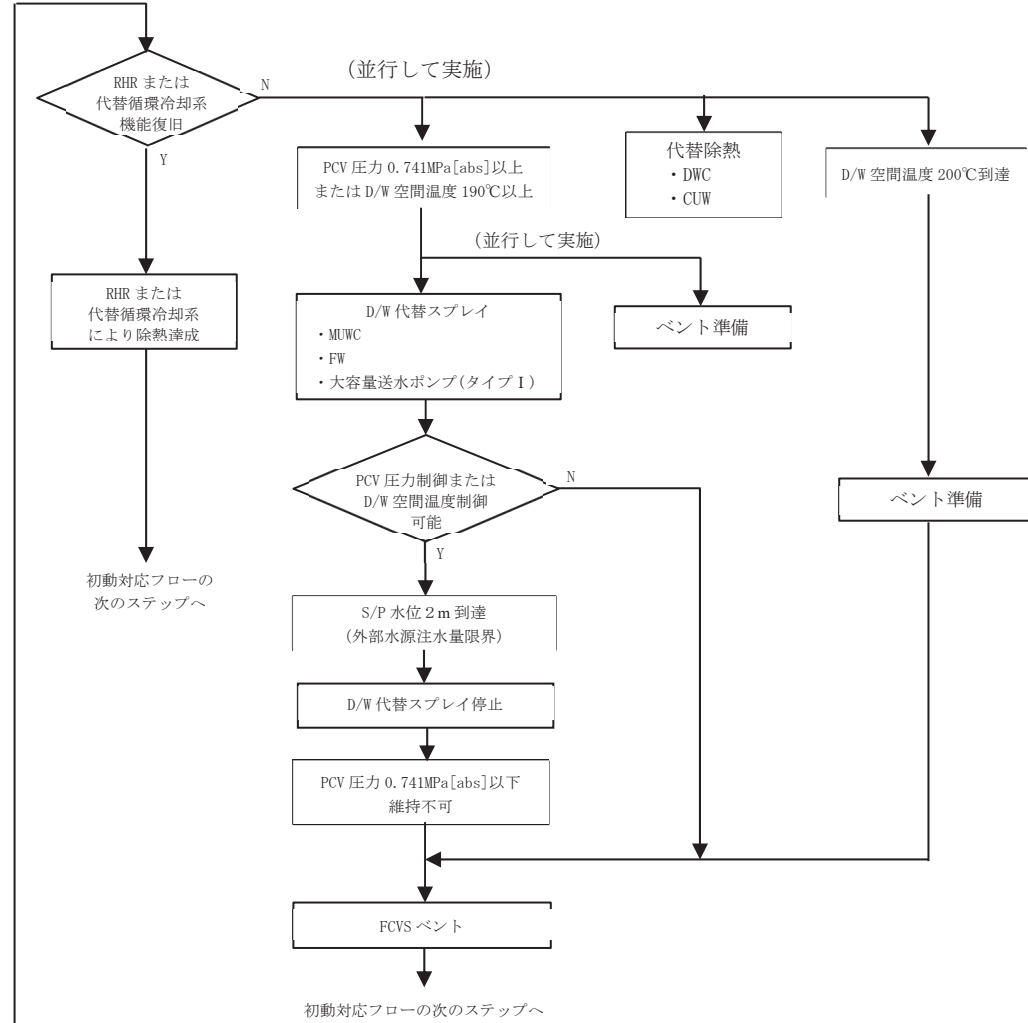 RHR または
代替循環冷却系
機能復旧
N
Y
(並行して実施)
PCV 圧力 0.741MPa[abs]以上
または D/W 空間温度 190℃以上
代替除熱
・DWC
・CUW
D/W 空間温度 200℃到達
(並行して実施)
RHR または
代替循環冷却系
により除熱達成
D/W 代替スプレイ
・MUWC
・FW
・大容量送水ポンプ(タイプⅠ)
ベント準備
PCV 圧力制御または
D/W 空間温度制御
可能
N
Y
ベント準備
初動対応フローの
次のステップへ
S/P 水位2m 到達
(外部水源注水量限界)
D/W 代替スプレイ停止
PCV 圧力 0.741MPa[abs]以下
維持不可
FCVS ベント
初動対応フローの次のステップへ